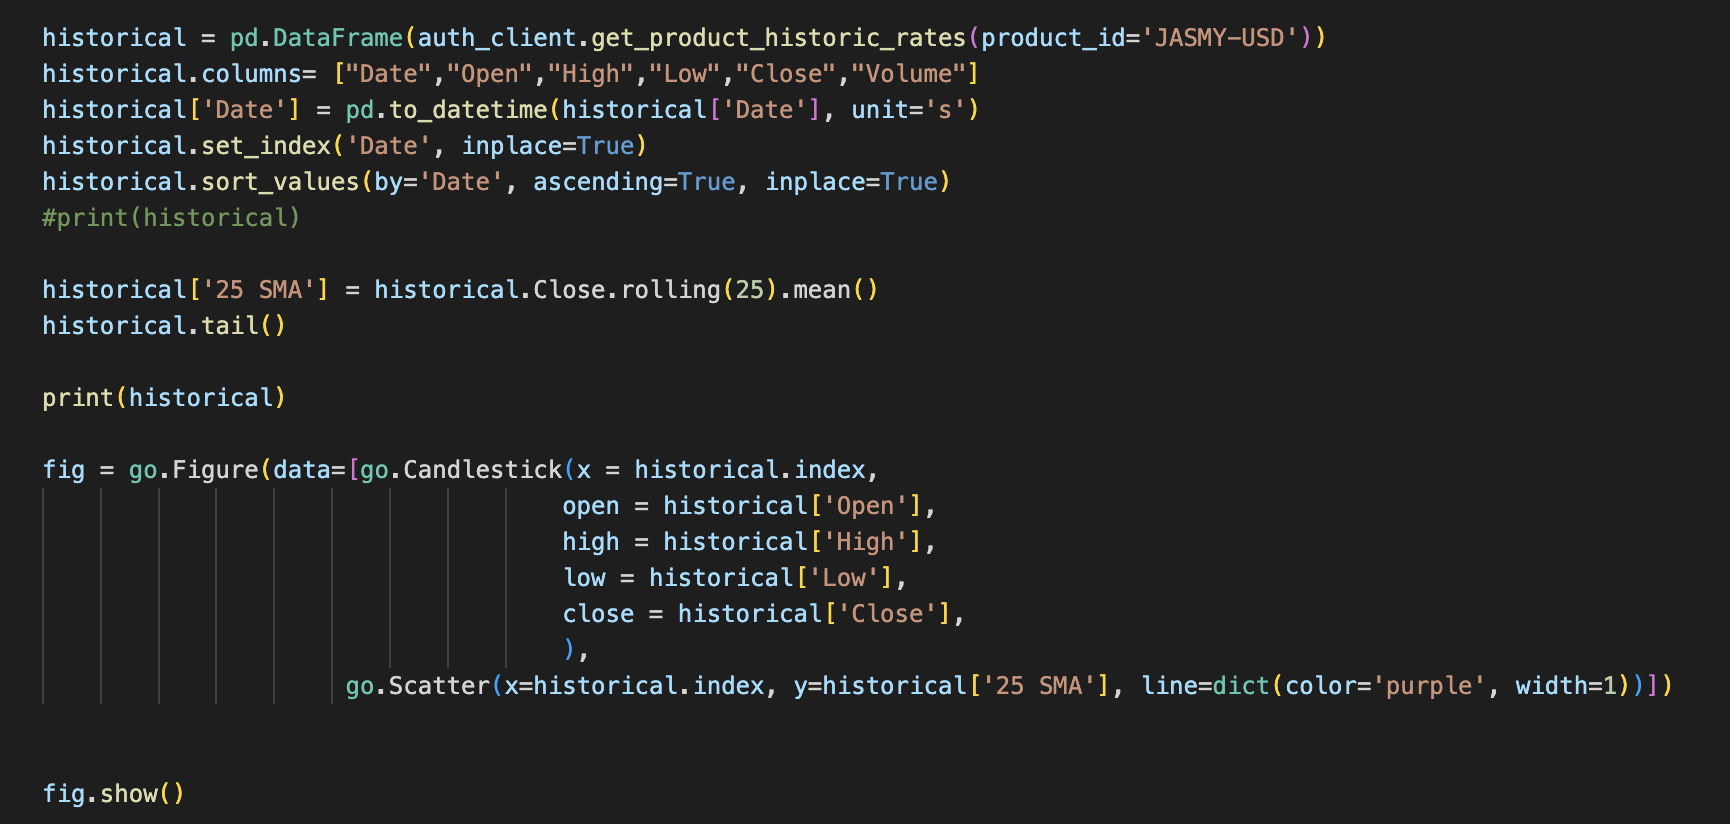 historical = pd.DataFrame(auth_client.get_product_historic_rates(product_id='JASMY-USD'))
historical.columns= ["Date","Open","High","Low","Close","Volume"]
historical['Date'] = pd.to_datetime(historical['Date'], unit='s')
historical.set_index('Date', inplace=True)
historical.sort_values(by='Date', ascending=True, inplace=True)
#print(historical)
historical['25 SMA'] = historical.Close.rolling(25).mean()
historical.tail()
print(historical)
fig = go.Figure(data=[go.Candlestick(x = historical.index,
open = historical['Open'],
high = historical['High'],
low = historical['Low'],
close = historical['Close'],
),
go.Scatter(x=historical.index, y=historical['25 SMA'], line=dict(color='purple', width=1))])
fig.show()